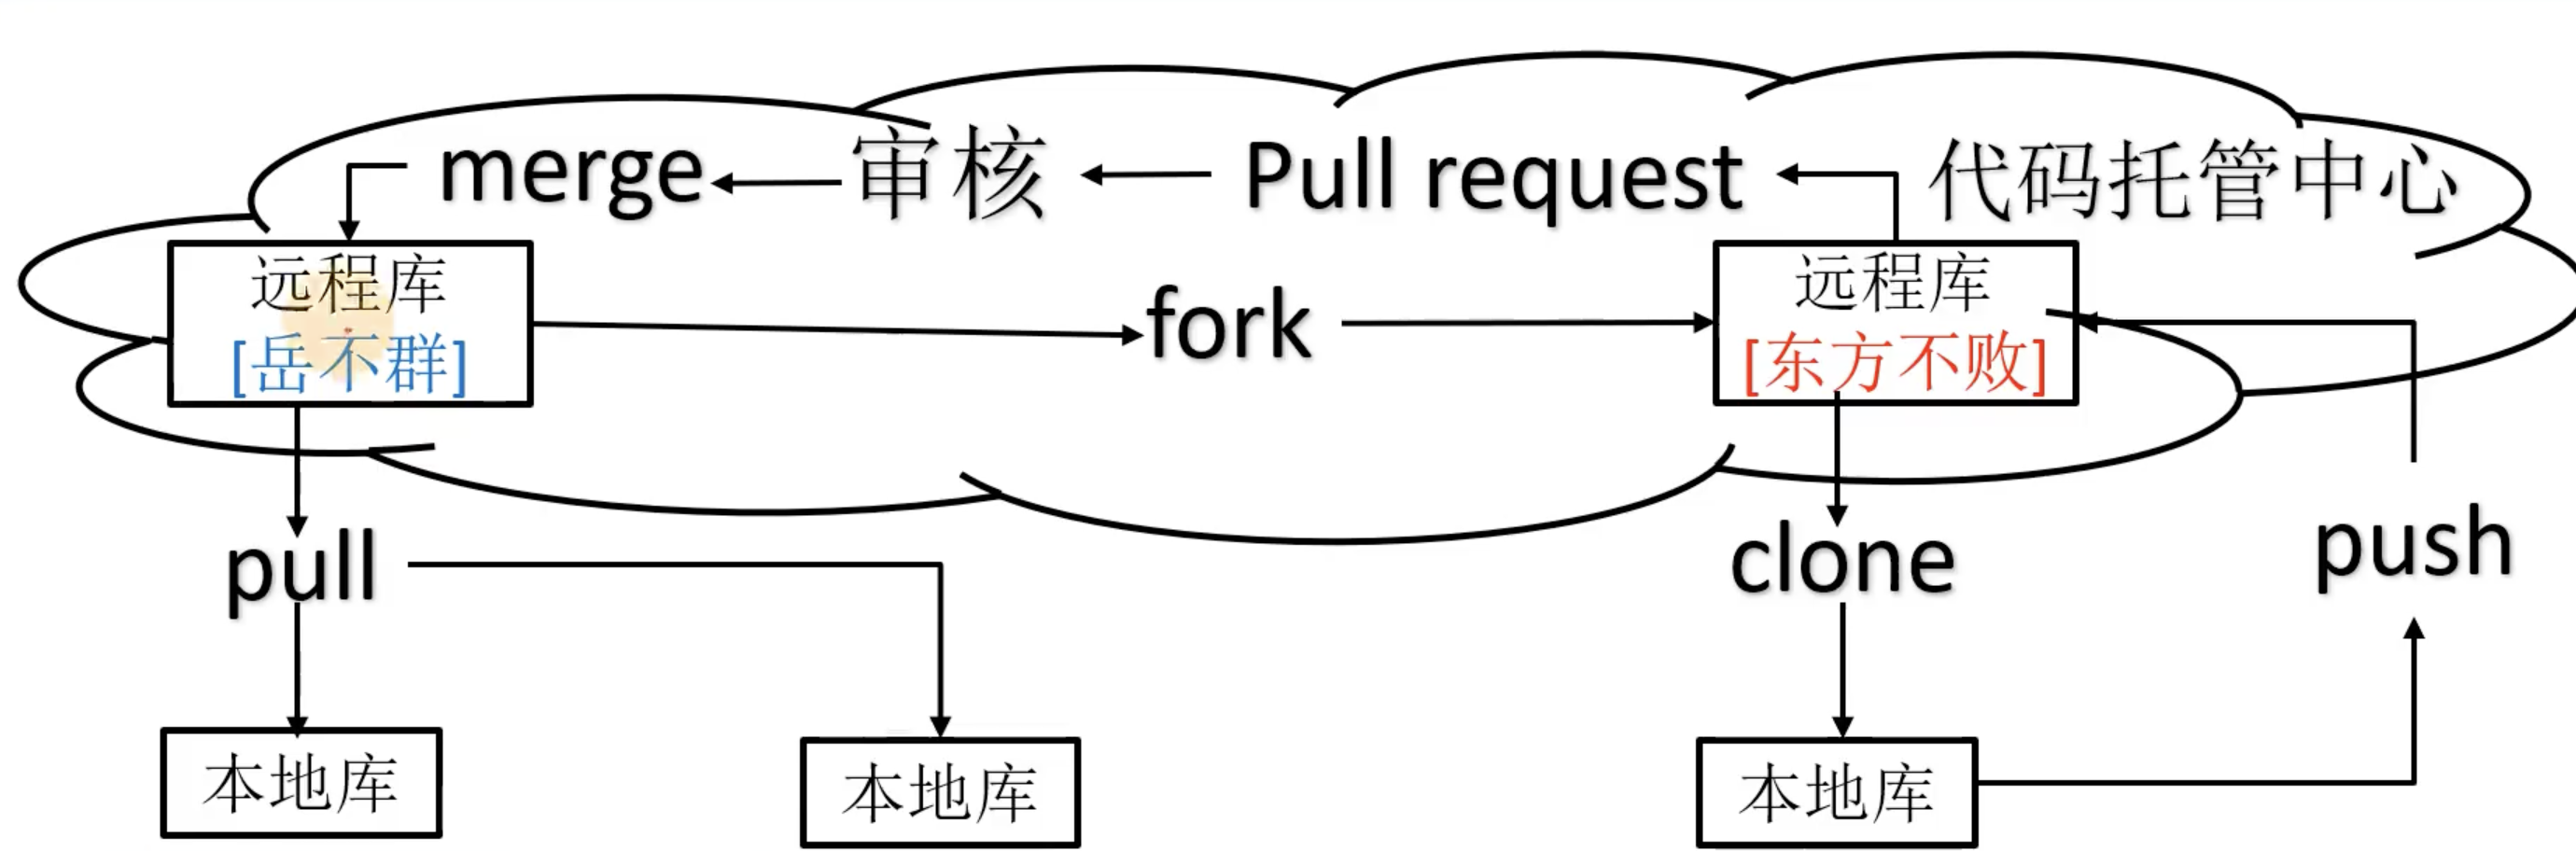 merge
审核
Pull request
代码托管中心
远程库
[岳不群]
fork
远程库
[东方不败]
pull
clone
push
本地库
本地库
本地库